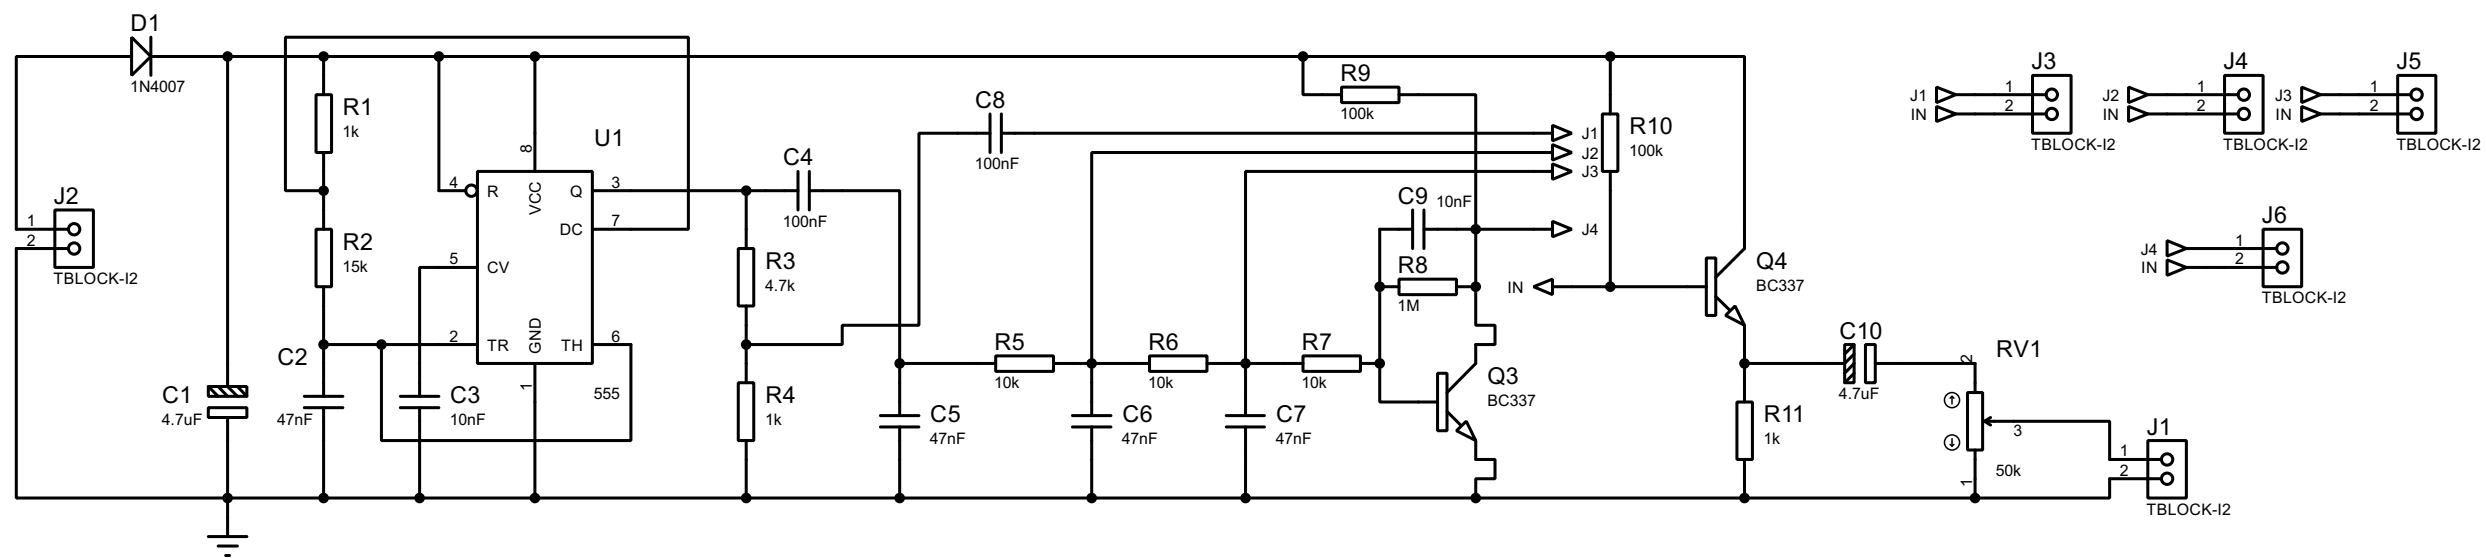 D1
1N4007
R1
1k
J2
1
2
TBLOCK-I2
R2
15k
C1
4.7uF
C2
47nF
C3
10nF
U1
8
VCC
4
R
Q
3
DC
7
5
CV
2
TR
GND
TH
6
1
555
R3
4.7k
R4
1k
C4
100nF
C8
100nF
C5
47nF
R5
10k
C6
47nF
R6
10k
C7
47nF
R7
10k
R9
100k
C9
10nF
R8
1M
J1
J2
J3
J4
IN
R10
100k
Q3
BC337
Q4
BC337
R11
1k
C10
4.7uF
RV1
2
3
50k
1
J1
1
2
TBLOCK-I2
J3
J1
1
IN
2
TBLOCK-I2
J4
J2
1
IN
2
TBLOCK-I2
J5
J3
1
IN
2
TBLOCK-I2
J6
J4
1
IN
2
TBLOCK-I2